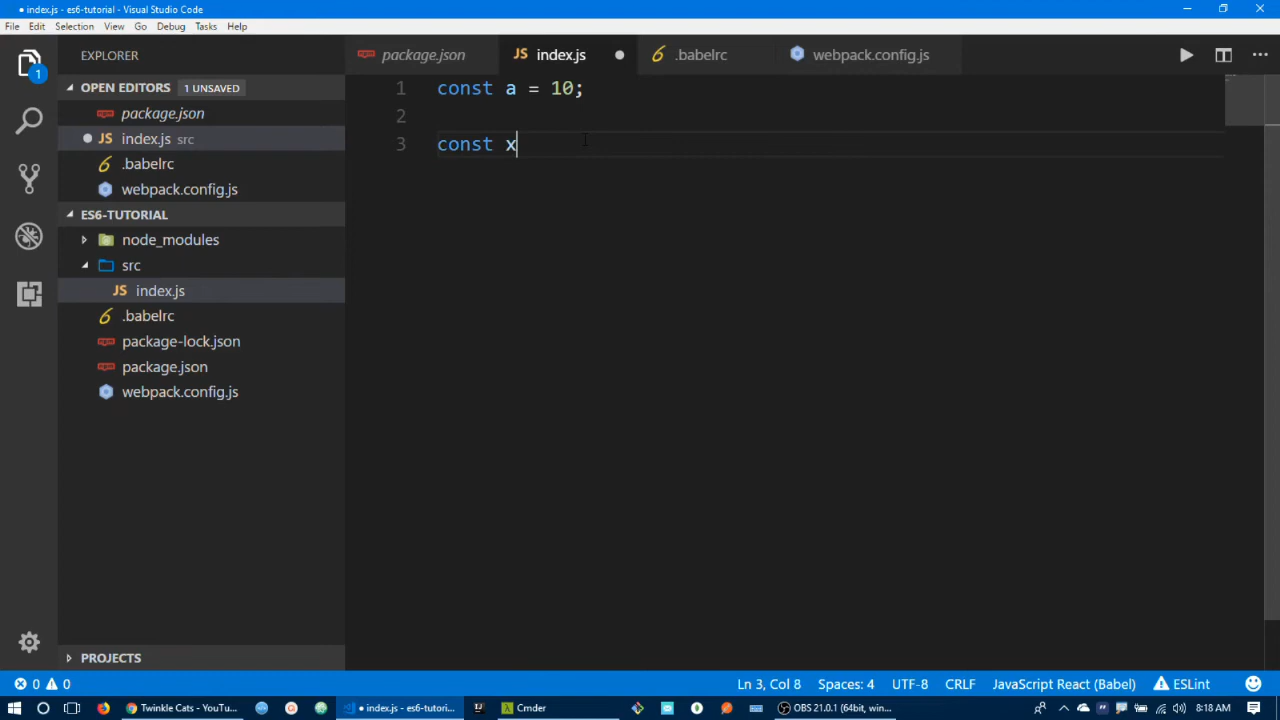 index.js - es6-tutorial - Visual Studio Code
File Edit Selection View Go Debug Tasks Help
EXPLORER
OPEN EDITORS 1 UNSAVED
package.json
JS index.js src
.babelrc
webpack.config.js
ES6-TUTORIAL
node_modules
src
JS index.js
.babelrc
package-lock.json
package.json
webpack.config.js
PROJECTS
1
package.json JS index.js .babelrc webpack.config.js
1 const a = 10;
2
3 const x
0 0 Ln 3, Col 8 Spaces: 4 UTF-8 CRLF JavaScript React (Babel) ESLint
Twinkle Cats - YouTu... index.js - es6-tutori... Cmder OBS 21.0.1 (64bit, win... 8:18 AM